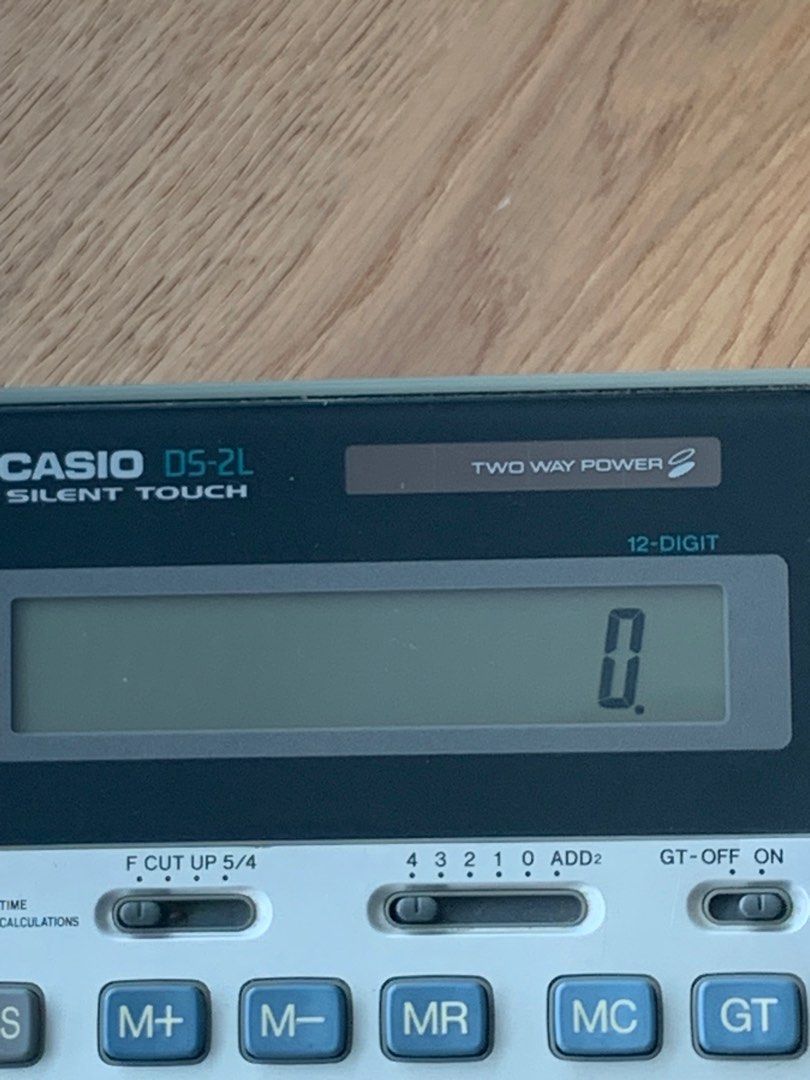 CASIO DS-2L
SILENT TOUCH
TWO WAY POWER
12-DIGIT
0.
F CUT UP 5/4
4 3 2 1 0 ADD2
GT-OFF ON
TIME
CALCULATIONS
S M+ M- MR MC GT